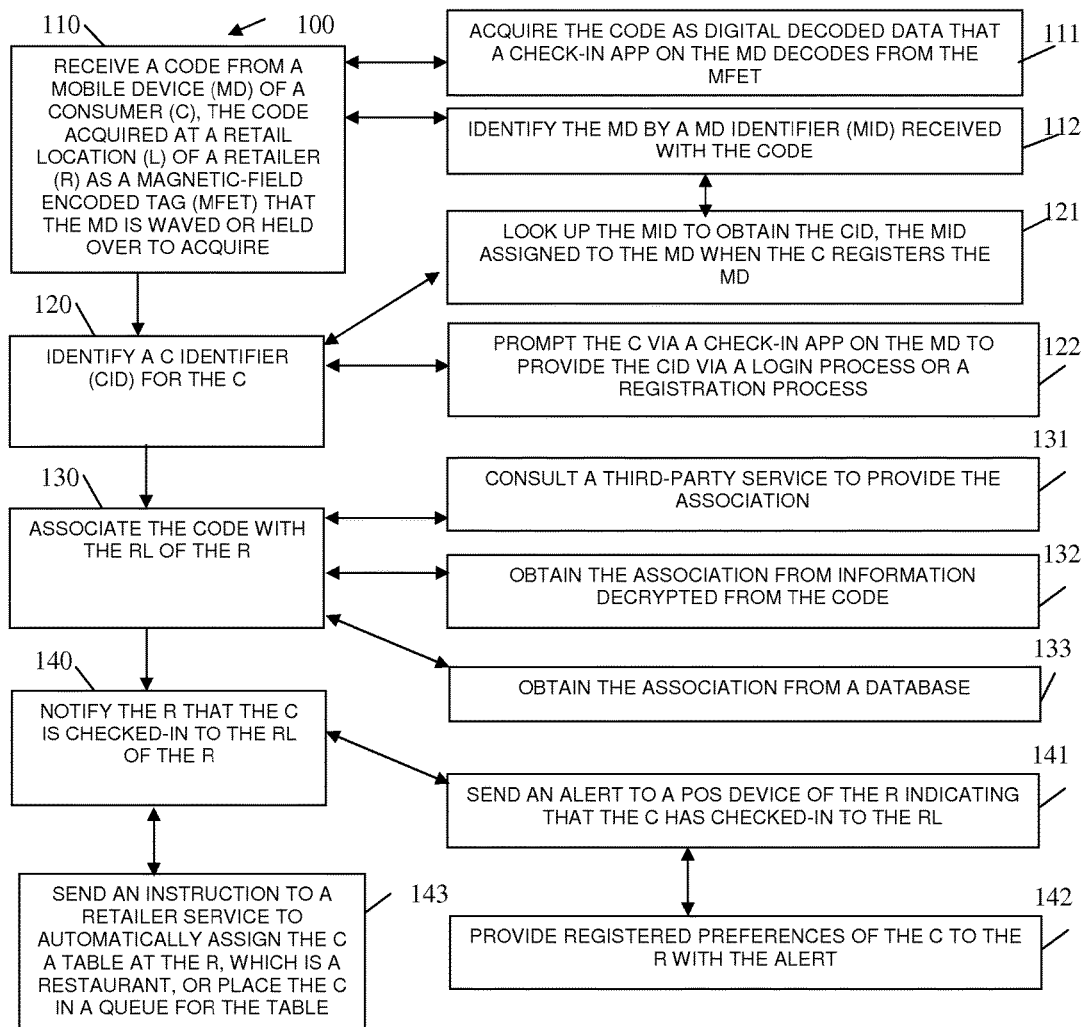 100
110
RECEIVE A CODE FROM A
MOBILE DEVICE (MD) OF A
CONSUMER (C), THE CODE
ACQUIRED AT A RETAIL
LOCATION (L) OF A RETAILER
(R) AS A MAGNETIC-FIELD
ENCODED TAG (MFET) THAT
THE MD IS WAVED OR HELD
OVER TO ACQUIRE
111
ACQUIRE THE CODE AS DIGITAL DECODED DATA THAT
A CHECK-IN APP ON THE MD DECODES FROM THE
MFET
112
IDENTIFY THE MD BY A MD IDENTIFIER (MID) RECEIVED
WITH THE CODE
121
LOOK UP THE MID TO OBTAIN THE CID, THE MID
ASSIGNED TO THE MD WHEN THE C REGISTERS THE
MD
120
IDENTIFY A C IDENTIFIER
(CID) FOR THE C
122
PROMPT THE C VIA A CHECK-IN APP ON THE MD TO
PROVIDE THE CID VIA A LOGIN PROCESS OR A
REGISTRATION PROCESS
130
ASSOCIATE THE CODE WITH
THE RL OF THE R
131
CONSULT A THIRD-PARTY SERVICE TO PROVIDE THE
ASSOCIATION
132
OBTAIN THE ASSOCIATION FROM INFORMATION
DECRYPTED FROM THE CODE
133
OBTAIN THE ASSOCIATION FROM A DATABASE
140
NOTIFY THE R THAT THE C
IS CHECKED-IN TO THE RL
OF THE R
141
SEND AN ALERT TO A POS DEVICE OF THE R INDICATING
THAT THE C HAS CHECKED-IN TO THE RL
142
PROVIDE REGISTERED PREFERENCES OF THE C TO THE
R WITH THE ALERT
143
SEND AN INSTRUCTION TO A
RETAILER SERVICE TO
AUTOMATICALLY ASSIGN THE C
A TABLE AT THE R, WHICH IS A
RESTAURANT, OR PLACE THE C
IN A QUEUE FOR THE TABLE